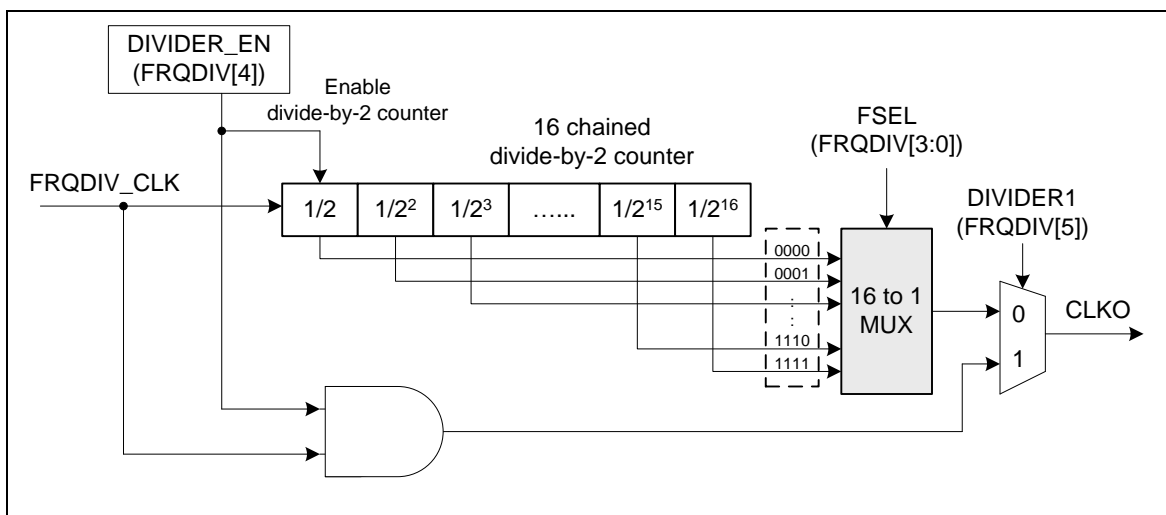 DIVIDER_EN
(FRQDIV[4])
Enable
divide-by-2 counter
16 chained
divide-by-2 counter
FSEL
(FRQDIV[3:0])
DIVIDER1
(FRQDIV[5])
FRQDIV_CLK
1/2 1/2² 1/2³ …... 1/2¹⁵ 1/2¹⁶
0000
0001
:
:
1110
1111
16 to 1
MUX
0
1
CLKO